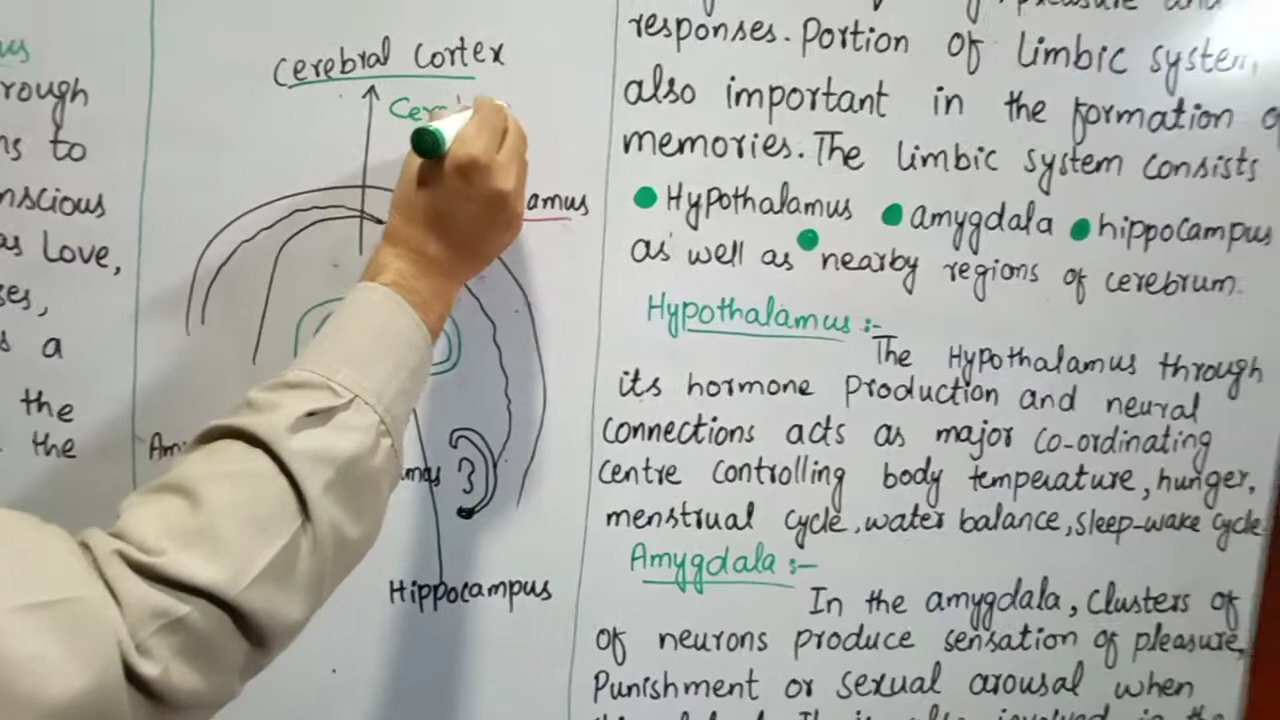 us
rough
ns to
nscious
as Love,
ses,
s a
the
the
Cerebral Cortex
Cer
amus
Hippocampus
responses. Portion of limbic system
also important in the formation
memories. The limbic system consists
Hypothalamus amygdala hippocampus
as well as nearby regions of cerebrum.
Hypothalamus :-
The Hypothalamus through
its hormone production and neural
connections acts as major co-ordinating
centre controlling body temperature, hunger,
menstrual cycle, water balance, sleep-wake cycle
Amygdala :-
In the amygdala, clusters of
of neurons produce sensation of pleasure,
Punishment or sexual arousal when